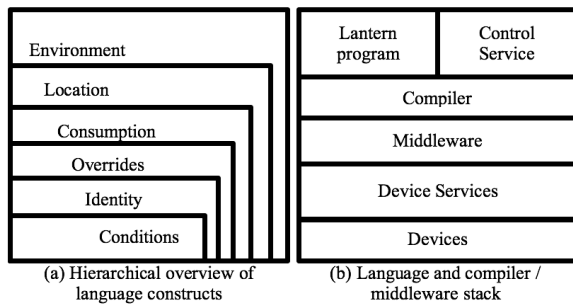 Environment
Location
Consumption
Overrides
Identity
Conditions
(a) Hierarchical overview of
language constructs
Lantern
program
Control
Service
Compiler
Middleware
Device Services
Devices
(b) Language and compiler /
middleware stack